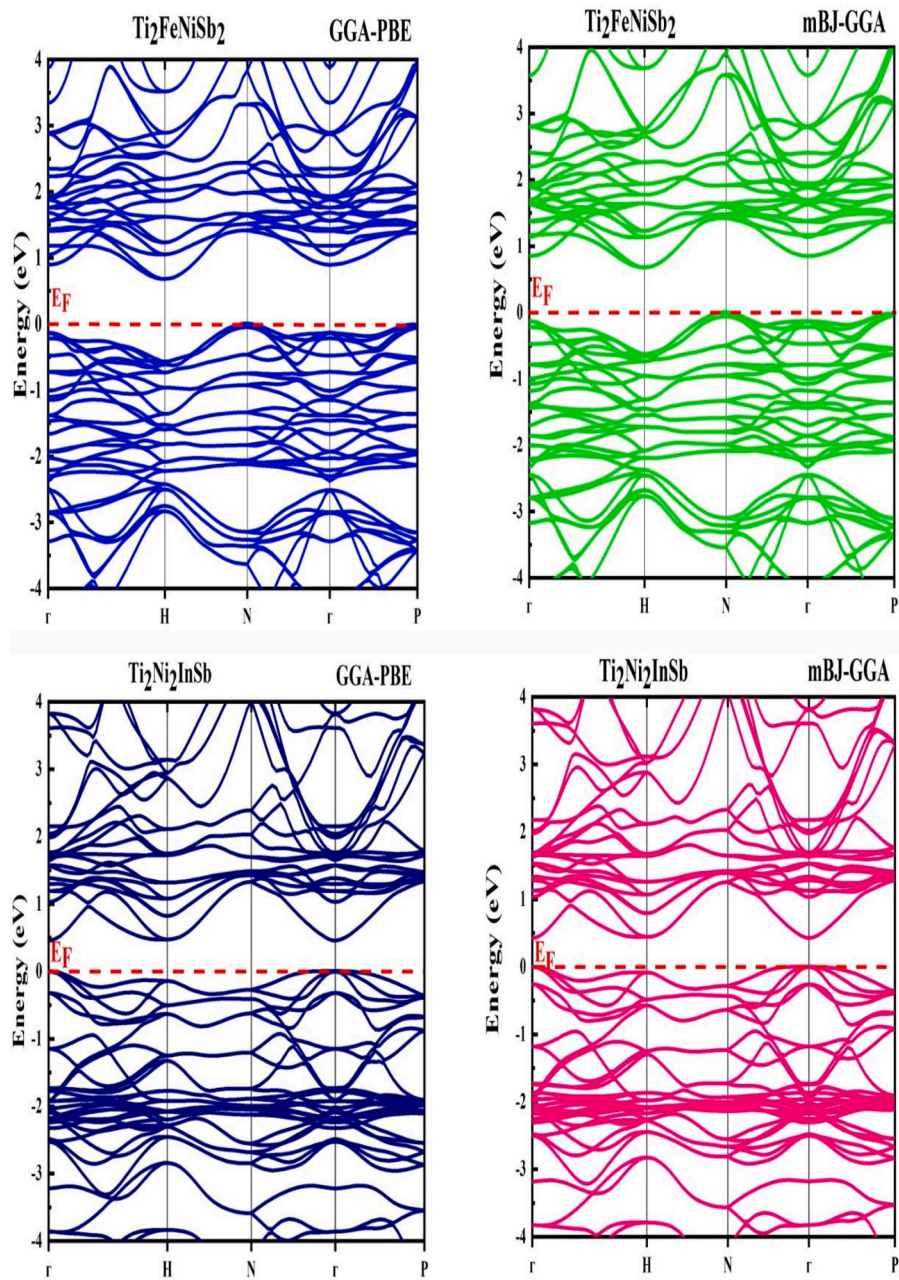 Ti2FeNiSb2 GGA-PBE
4
3
2
1
0
-1
-2
-3
-4
Energy (eV)
EF
r H N r P
Ti2FeNiSb2 mBJ-GGA
4
3
2
1
0
-1
-2
-3
-4
Energy (eV)
EF
r H N r P
Ti2Ni2InSb GGA-PBE
4
3
2
1
0
-1
-2
-3
-4
Energy (eV)
EF
r H N r P
Ti2Ni2InSb mBJ-GGA
4
3
2
1
0
-1
-2
-3
-4
Energy (eV)
EF
r H N r P